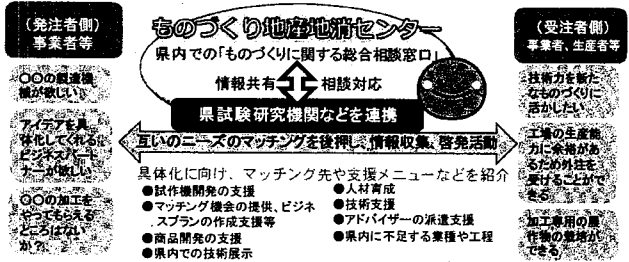 （発注者側）
事業者等
〇〇の製造機
械が欲しい
アイデアを具
体化してくれる
ビジネスパート
ナーが欲しい
〇〇の加工を
やってもらえる
ところはない
か？
ものづくり地産地消センター
県内での「ものづくりに関する総合相談窓口」
情報共有
相談対応
県試験研究機関などを連携
互いのニーズのマッチングを後押し、情報収集、啓発活動
具体化に向け、マッチング先や支援メニューなどを紹介
●試作機開発の支援
●マッチング機会の提供、ビジネ
スプランの作成支援等
●商品開発の支援
●県内での技術展示
●人材育成
●技術支援
●アドバイザーの派遣支援
●県内に不足する業種や工程
（受注者側）
事業者、生産者等
技術力を新た
なものづくりに
活かしたい
工場の生産能
力に余裕があ
るため外注を
受けることがで
きる
加工専用の農
作物の栽培が
できる